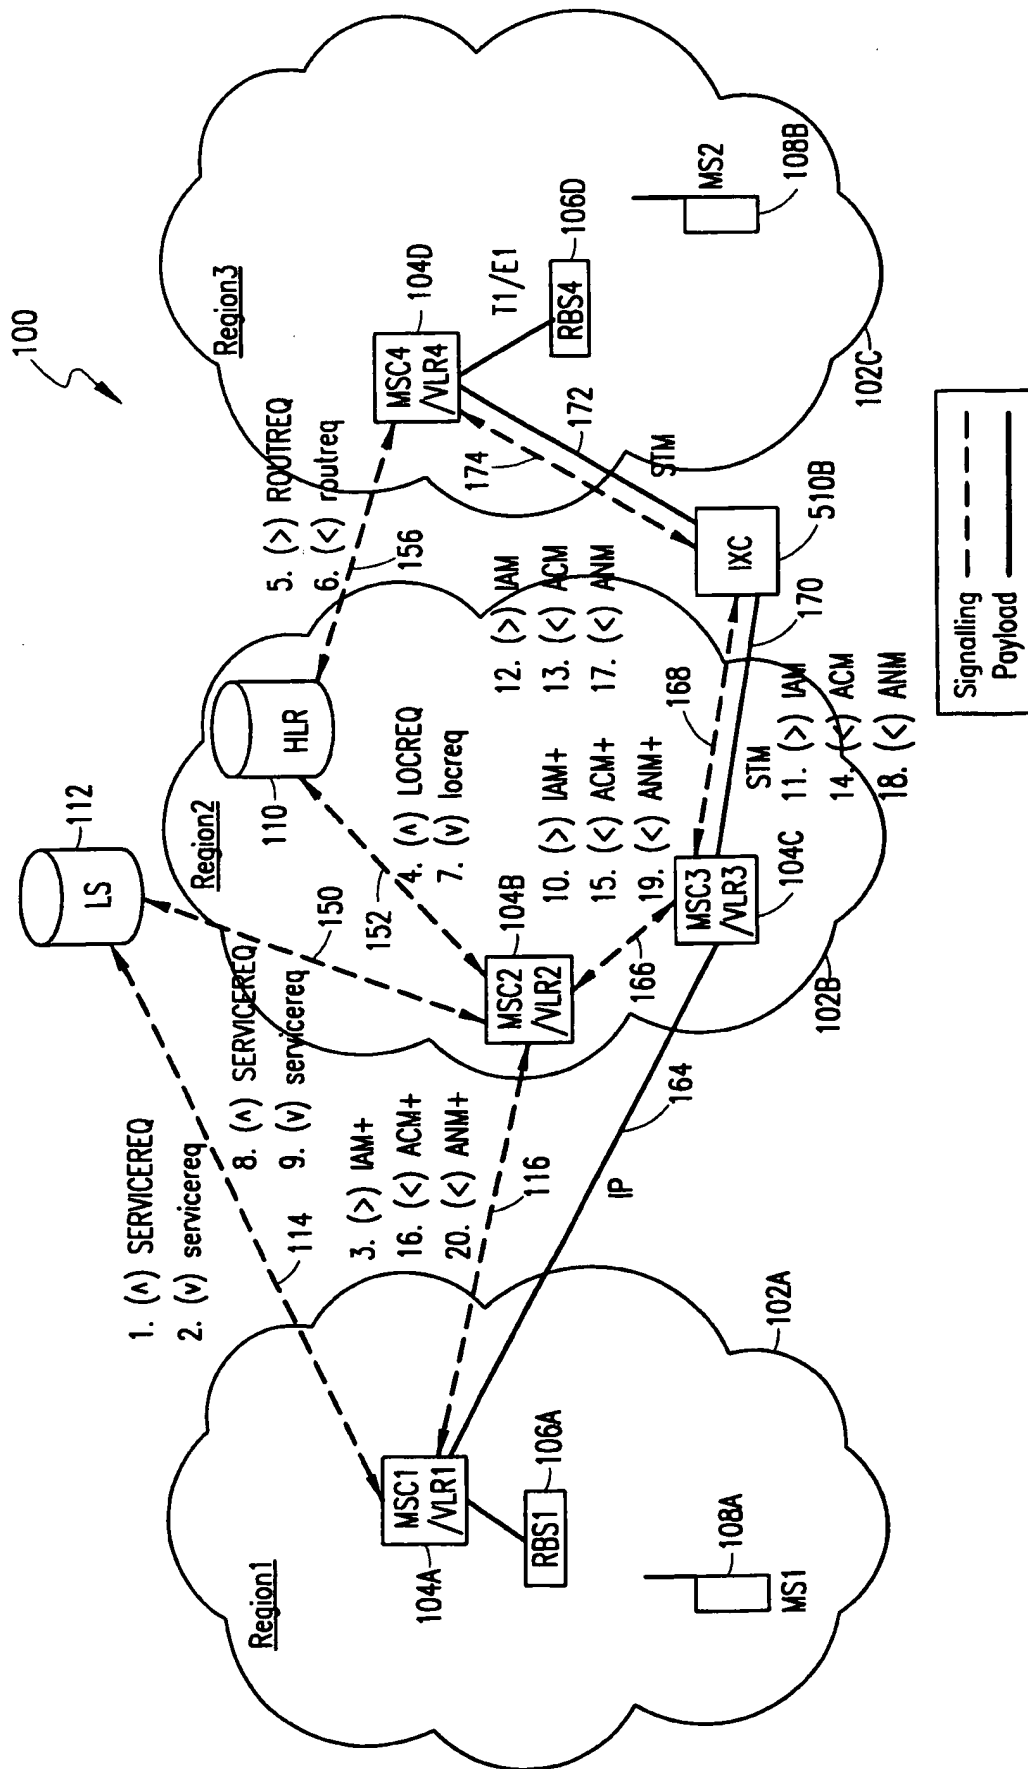 100
Region3
MSC4
/VLR4
104D
T1/E1
RBS4
106D
MS2
108B
102C
5. (>) ROUTREQ
6. (<) routreq
156
174
172
STM
IXC
510B
170
112
LS
Region2
HLR
110
150
152
4. (^) LOCREQ
7. (v) locreq
12. (>) IAM
13. (<) ACM
17. (<) ANM
10. (>) IAM+
15. (<) ACM+
19. (<) ANM+
MSC2
/VLR2
104B
166
168
MSC3
/VLR3
104C
102B
STM
11. (>) IAM
14. (<) ACM
18. (<) ANM
1. (^) SERVICEREQ
2. (v) servicereq
114
8. (^) SERVICEREQ
9. (v) servicereq
3. (>) IAM+
16. (<) ACM+
20. (<) ANM+
116
164
IP
Region1
MSC1
/VLR1
104A
RBS1
106A
108A
MS1
102A
Signalling
Payload